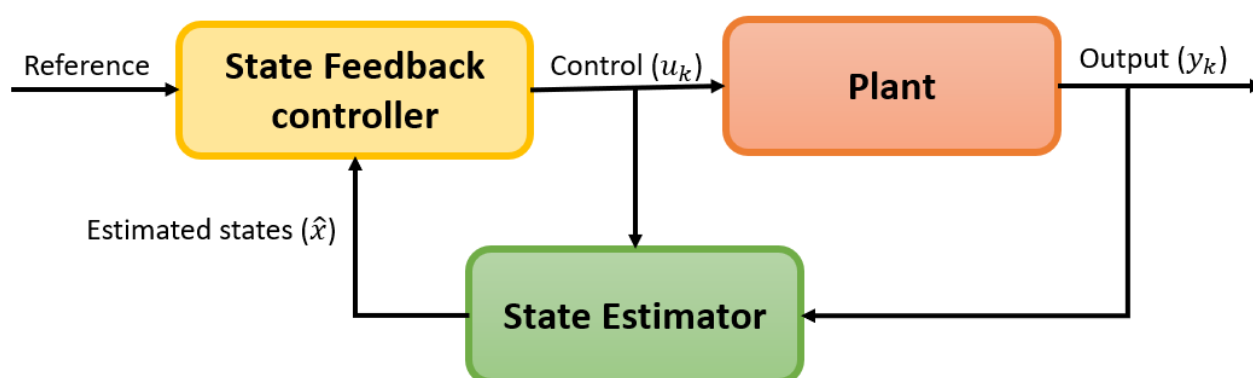 Reference
State Feedback
controller
Control (uₖ)
Plant
Output (yₖ)
Estimated states (x̂)
State Estimator